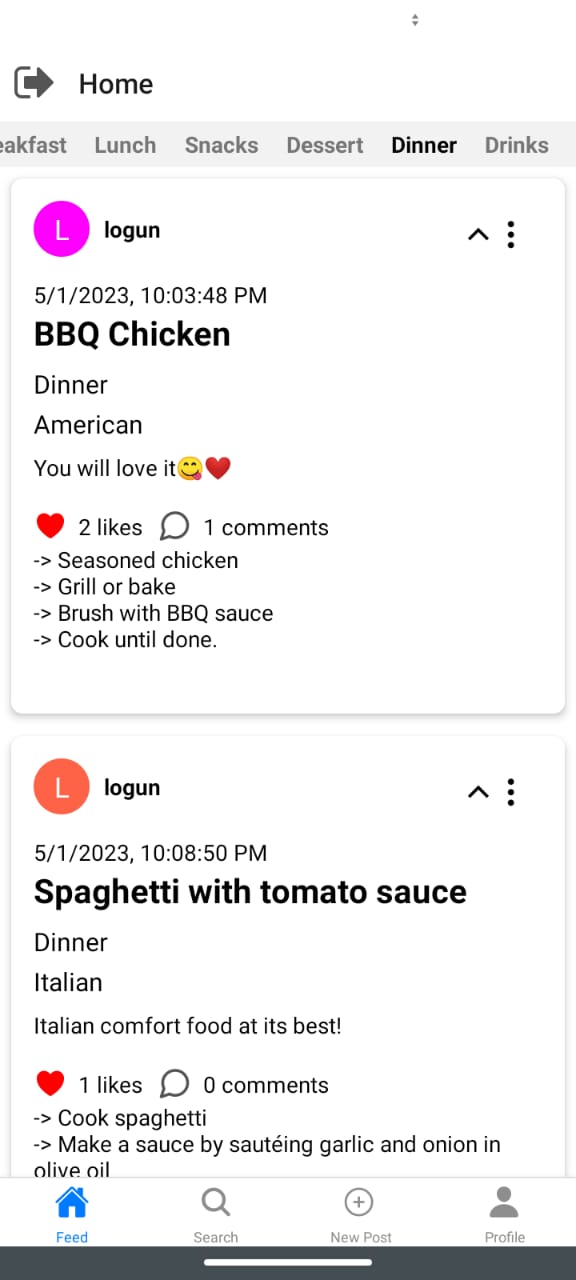 Home
eakfast Lunch Snacks Dessert Dinner Drinks
L logun
5/1/2023, 10:03:48 PM
BBQ Chicken
Dinner
American
You will love it😋❤️
2 likes 1 comments
-> Seasoned chicken
-> Grill or bake
-> Brush with BBQ sauce
-> Cook until done.
L logun
5/1/2023, 10:08:50 PM
Spaghetti with tomato sauce
Dinner
Italian
Italian comfort food at its best!
1 likes 0 comments
-> Cook spaghetti
-> Make a sauce by sautéing garlic and onion in
olive oil
Feed Search New Post Profile